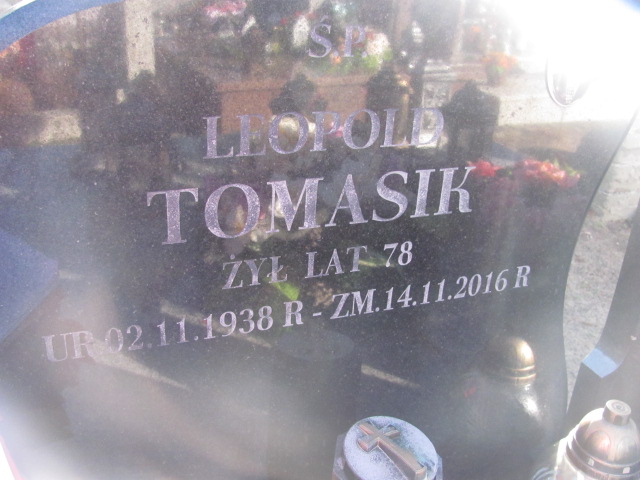 Ś.P.
LEOPOLD
TOMASIK
ŻYŁ LAT 78
UR 02.11.1938 R - ZM.14.11.2016 R